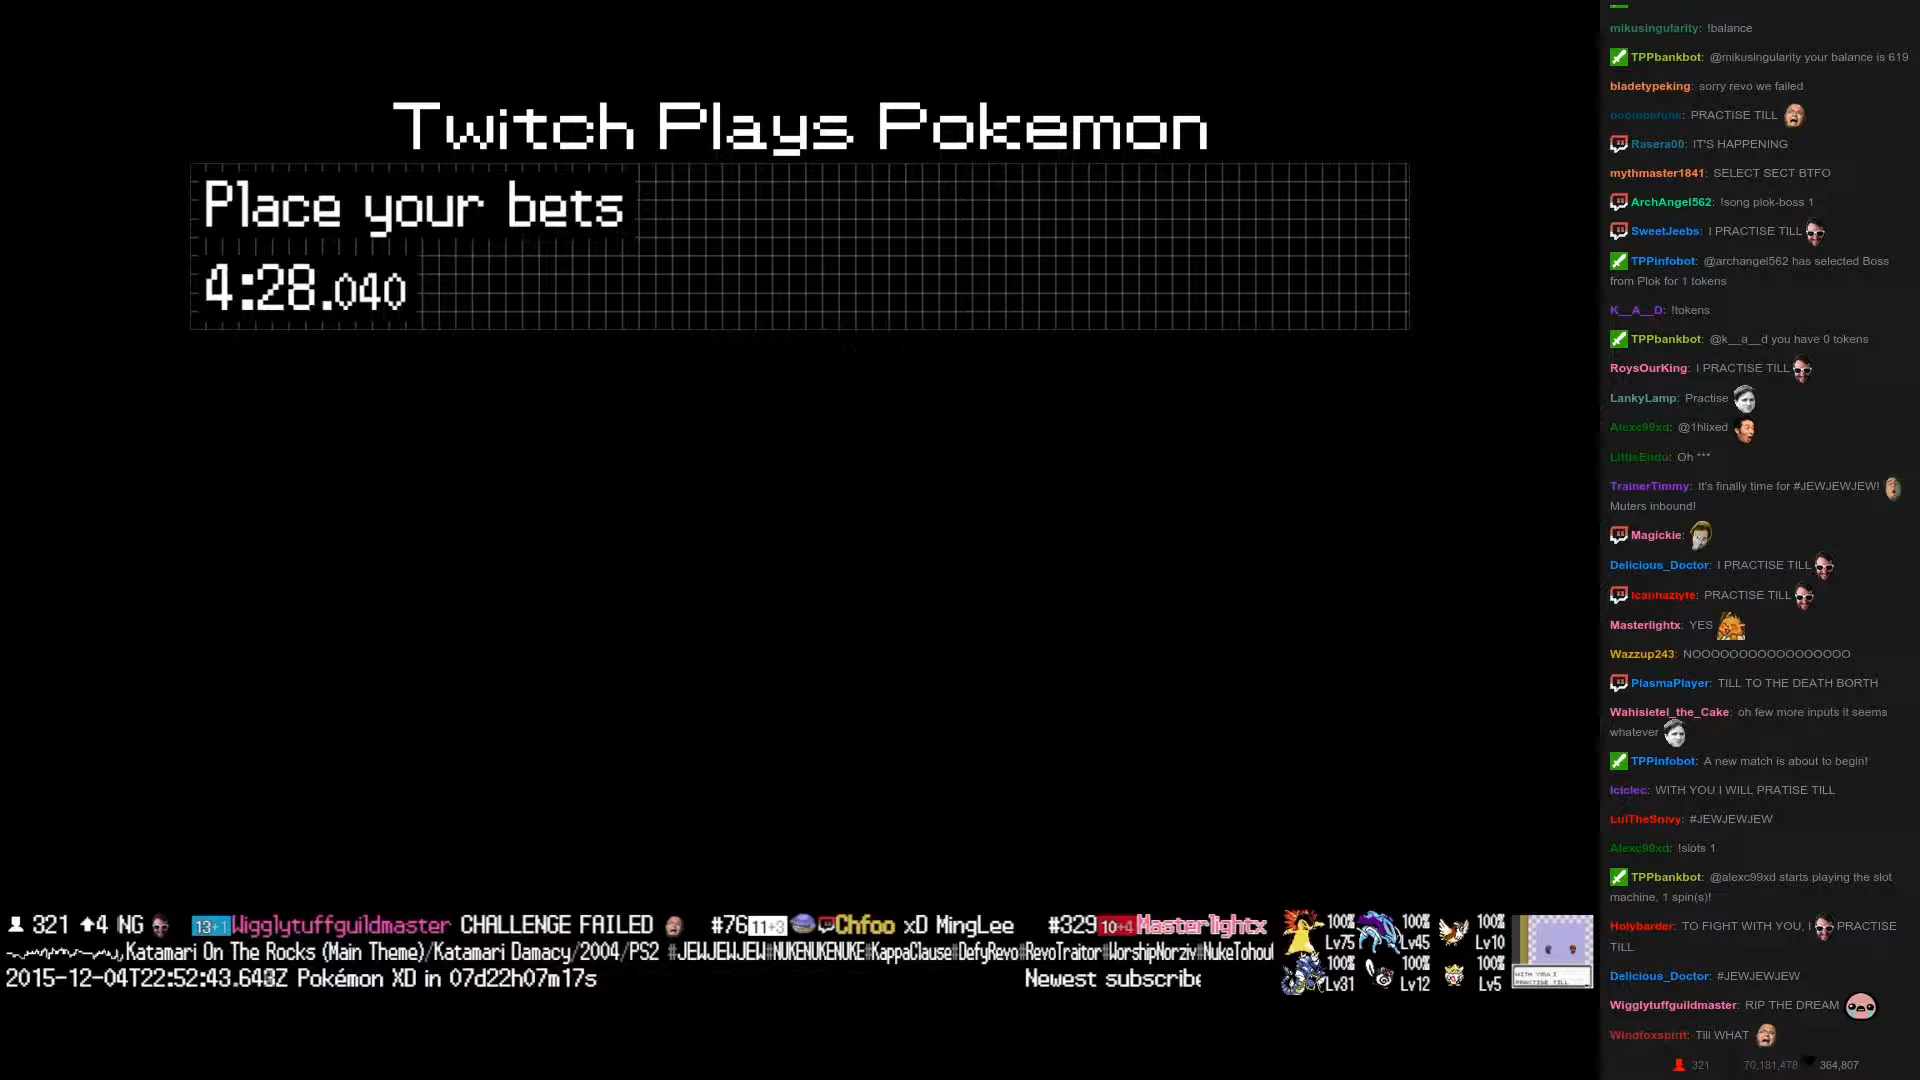 Twitch Plays Pokemon
Place your bets
4:28.040
321 4 NG
13+1 Wigglytuffguildmaster CHALLENGE FAILED
#76 11+3 Chfoo xD MingLee
#329 10+4 Masterlightx
Katamari On The Rocks (Main Theme)/Katamari Damacy/2004/PS2 #JEWJEWJEW#NUKENUKENUKE#KappaClause#DefyRevo#RevoTraitor#WorshipNorziv#NukeTohout
Pokémon XD in 07d22h07m17s
Newest subscribe
100% 100% 100%
Lv75 Lv45 Lv10
100% 100% 100%
Lv31 Lv12 Lv5
WITH YOU I
PRACTISE TILL
mikusingularity: !balance
TPPbankbot: @mikusingularity your balance is 619
bladetypeking: sorry revo we failed
PRACTISE TILL
Rasera00: IT'S HAPPENING
mythmaster1841: SELECT SECT BTFO
ArchAngel562: !song plok-boss 1
SweetJeebs: I PRACTISE TILL
TPPinfobot: @archangel562 has selected Boss
from Plok for 1 tokens
K__A__D: !tokens
TPPbankbot: @k__a__d you have 0 tokens
RoysOurKing: I PRACTISE TILL
LankyLamp: Practise
Alexc99xd: @1hlixed
LittleEndu: Oh ***
TrainerTimmy: It's finally time for #JEWJEWJEW!
Muters inbound!
Magickie:
Delicious_Doctor: I PRACTISE TILL
icanhazlyfe: PRACTISE TILL
Masterlightx: YES
Wazzup243: NOOOOOOOOOOOOOOOOO
PlasmaPlayer: TILL TO THE DEATH BORTH
Wahisietel_the_Cake: oh few more inputs it seems
whatever
TPPinfobot: A new match is about to begin!
Iciclec: WITH YOU I WILL PRATISE TILL
LuiTheSnivy: #JEWJEWJEW
Alexc99xd: !slots 1
TPPbankbot: @alexc99xd starts playing the slot
machine, 1 spin(s)!
Holybarder: TO FIGHT WITH YOU, I PRACTISE
TILL
Delicious_Doctor: #JEWJEWJEW
Wigglytuffguildmaster: RIP THE DREAM
Windfoxspirit: Till WHAT
321 70,181,478 364,807